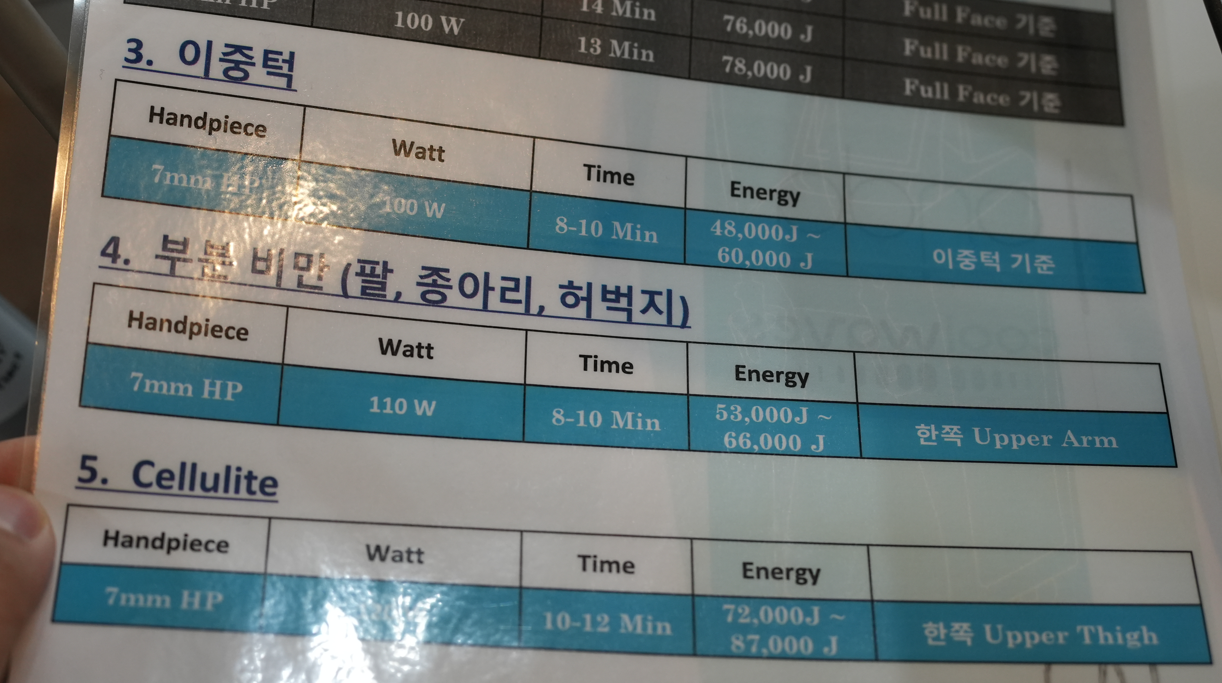 100 W 14 Min 76,000 J Full Face 기준
13 Min 78,000 J Full Face 기준
Full Face 기준
3. 이중턱
Handpiece Watt Time Energy
7mm HP 100 W 8-10 Min 48,000J ~ 이중턱 기준
60,000 J
4. 부분 비만 (팔, 종아리, 허벅지)
Handpiece Watt Time Energy
7mm HP 110 W 8-10 Min 53,000J ~ 한쪽 Upper Arm
66,000 J
5. Cellulite
Handpiece Watt Time Energy
7mm HP 10-12 Min 72,000J ~ 한쪽 Upper Thigh
87,000 J